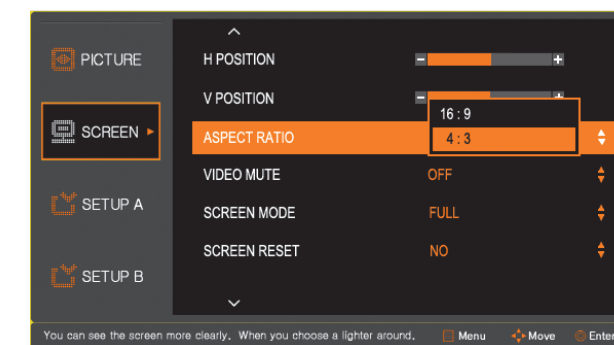 PICTURE
SCREEN
SETUP A
SETUP B
H POSITION
V POSITION
ASPECT RATIO
16 : 9
4 : 3
VIDEO MUTE OFF
SCREEN MODE FULL
SCREEN RESET NO
You can see the screen more clearly. When you choose a lighter around. Menu Move Enter